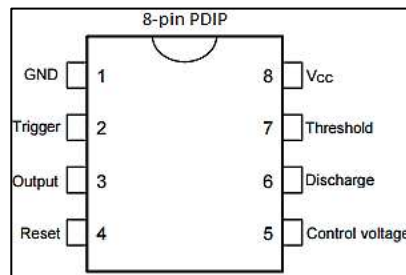 8-pin PDIP
GND 1 8 Vcc
Trigger 2 7 Threshold
Output 3 6 Discharge
Reset 4 5 Control voltage